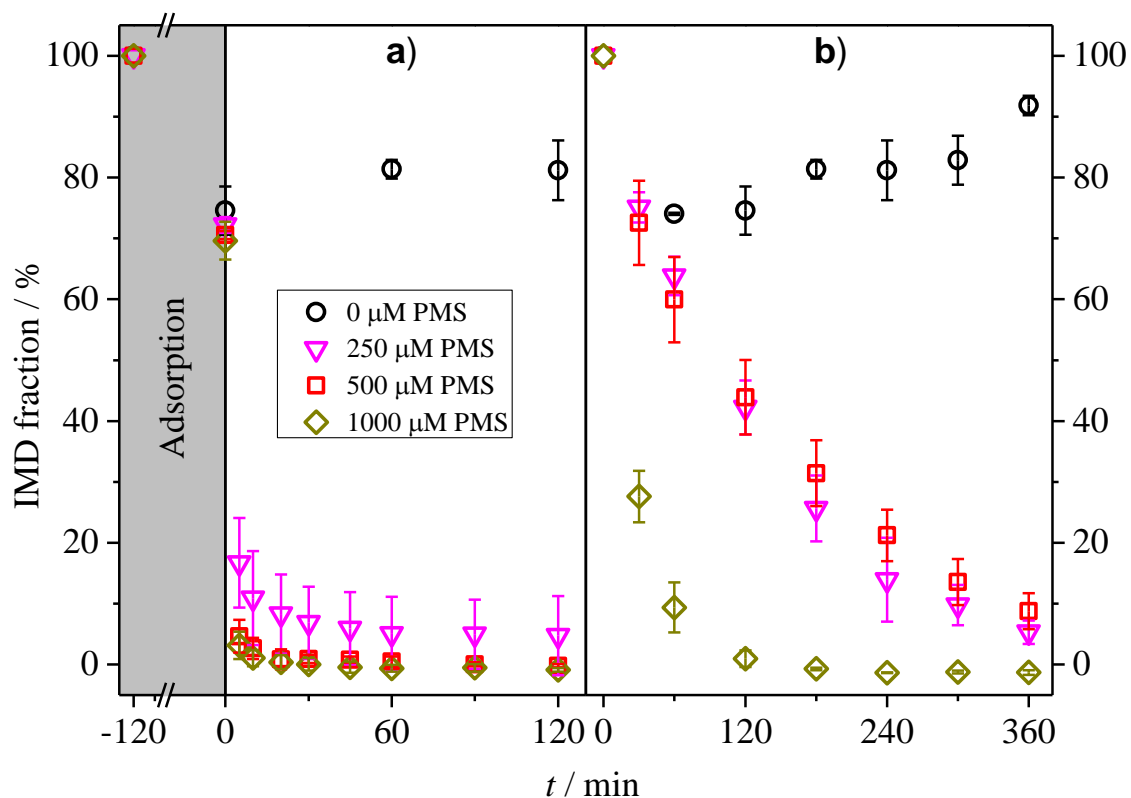 a) b)
100 100
80 80
60 60
40 40
20 20
0 0
IMD fraction / %
Adsorption
0 μM PMS
250 μM PMS
500 μM PMS
1000 μM PMS
-120 0 60 120 0 120 240 360
t / min